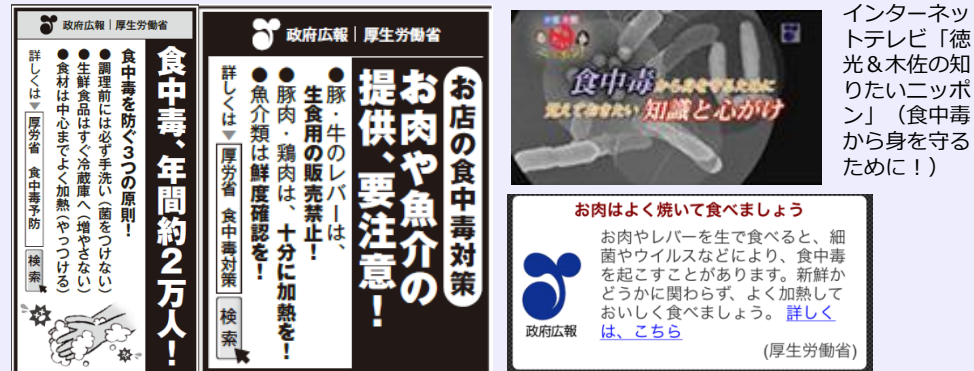 政府広報 | 厚生労働省
食中毒、年間約2万人！
食中毒を防ぐ3つの原則！
●調理前には必ず手洗い（菌をつけない）
●生鮮食品はすぐ冷蔵庫へ（増やさない）
●食材は中心までよく加熱（やっつける）
詳しくは▼ 厚労省 食中毒予防 検索
政府広報 | 厚生労働省
お店の食中毒対策
お肉や魚介の
提供、要注意！
●豚・牛のレバーは、
生食用の販売禁止！
●豚肉・鶏肉は、十分に加熱を！
●魚介類は鮮度確認を！
詳しくは▼ 厚労省 食中毒対策 検索
食中毒から身を守るために
覚えておきたい 知識と心がけ
インターネッ
トテレビ「徳
光＆木佐の知
りたいニッポ
ン」（食中毒
から身を守る
ために！）
お肉はよく焼いて食べましょう
お肉やレバーを生で食べると、細
菌やウイルスなどにより、食中毒
を起こすことがあります。新鮮か
どうかに関わらず、よく加熱して
おいしく食べましょう。 詳しく
は、こちら
政府広報
(厚生労働省)